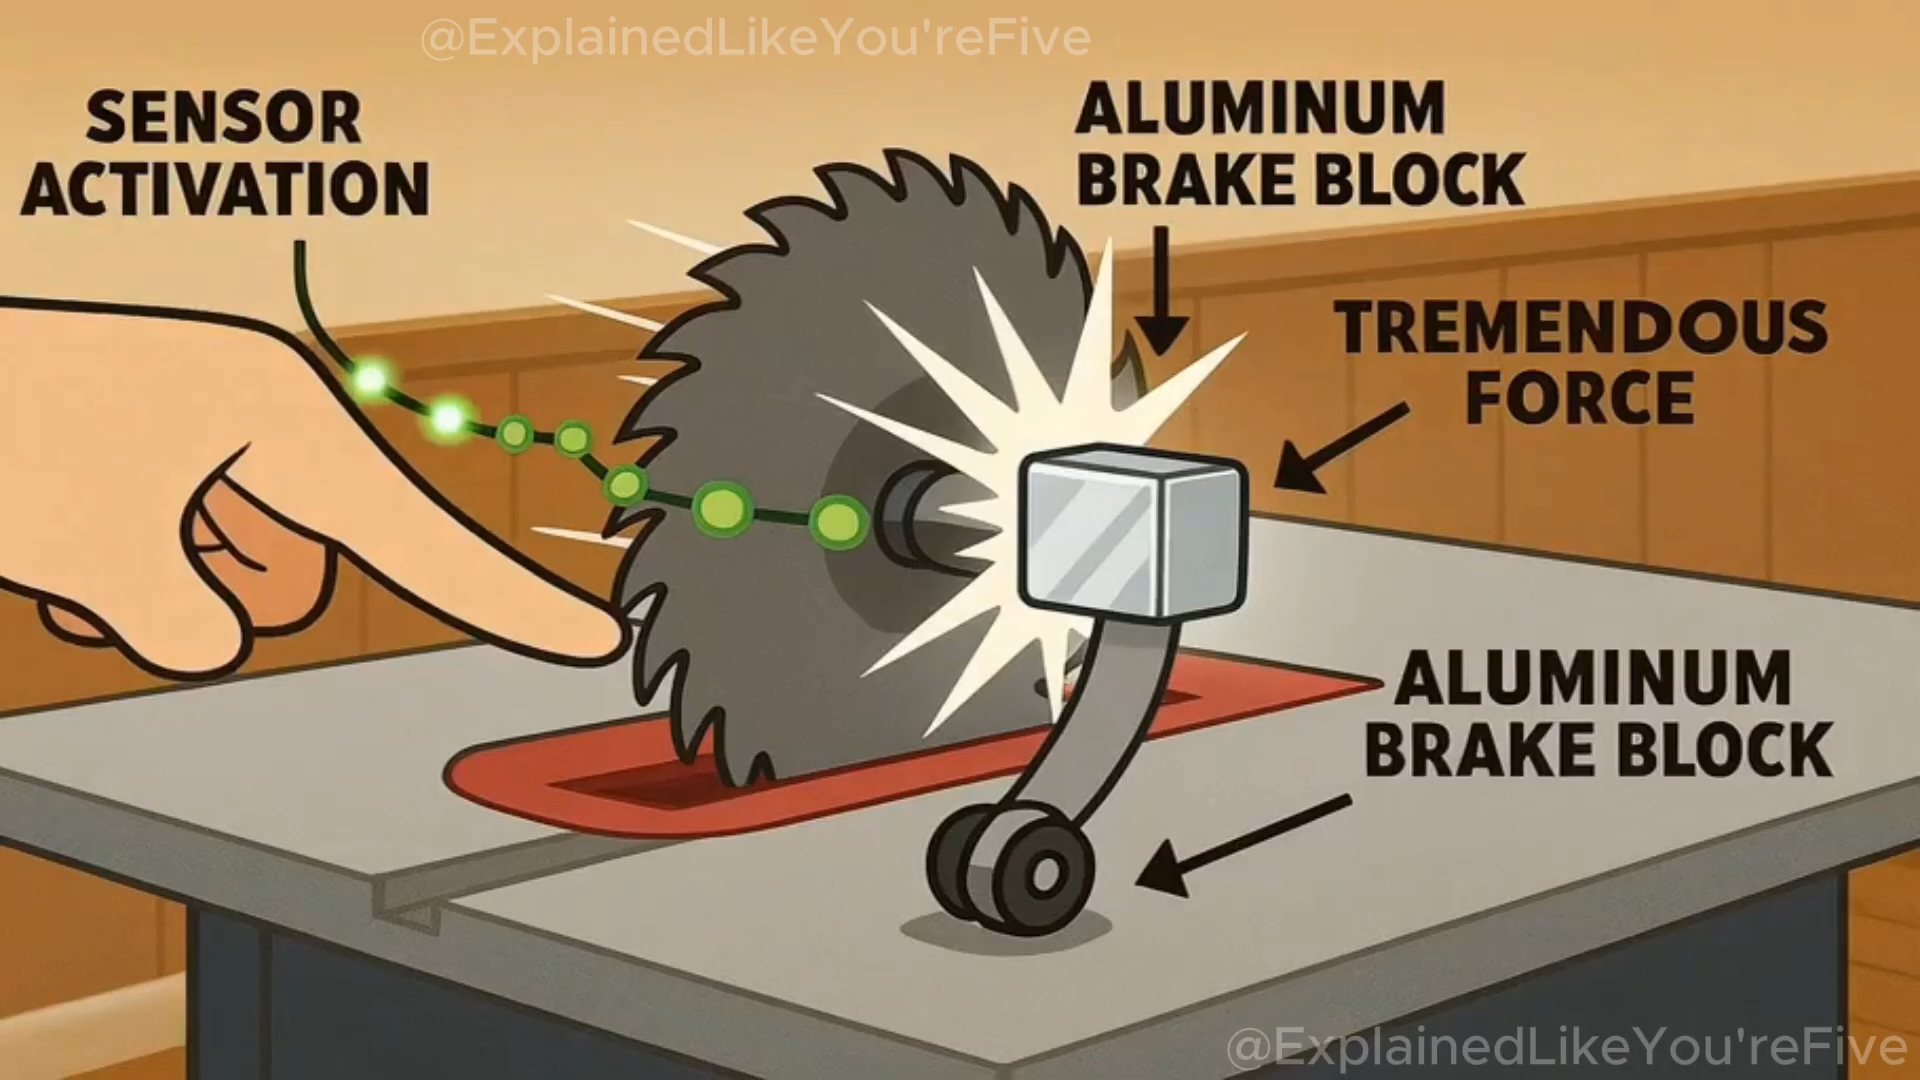 @ExplainedLikeYou'reFive
SENSOR
ACTIVATION
ALUMINUM
BRAKE BLOCK
TREMENDOUS
FORCE
ALUMINUM
BRAKE BLOCK
@ExplainedLikeYou'reFive